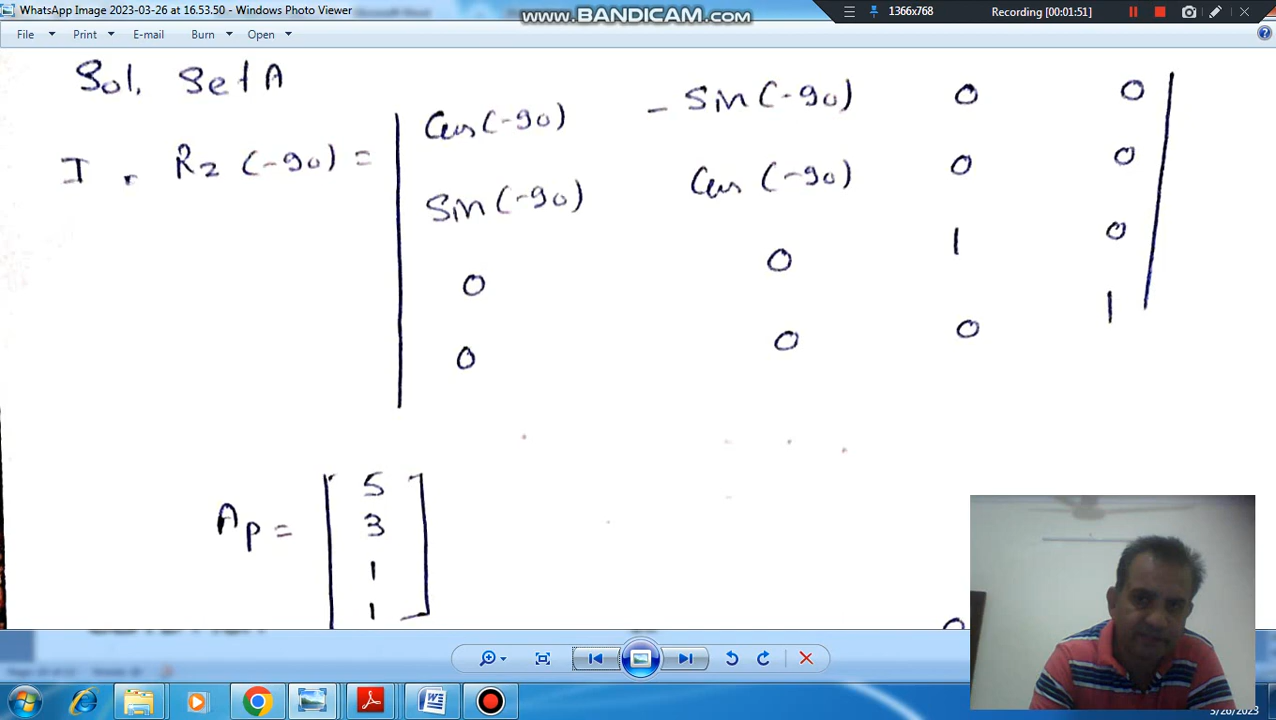 WhatsApp Image 2023-03-26 at 16.53.50 - Windows Photo Viewer
www.BANDICAM.com
1366x768
Recording [00:01:51]
File Print E-mail Burn Open
Sol. Set A
I. Rz (-90) = Cos(-90) - Sin(-90) 0 0
Sin(-90) Cos(-90) 0 0
0 0 1 0
0 0 0 1
Ap = 5
3
1
1